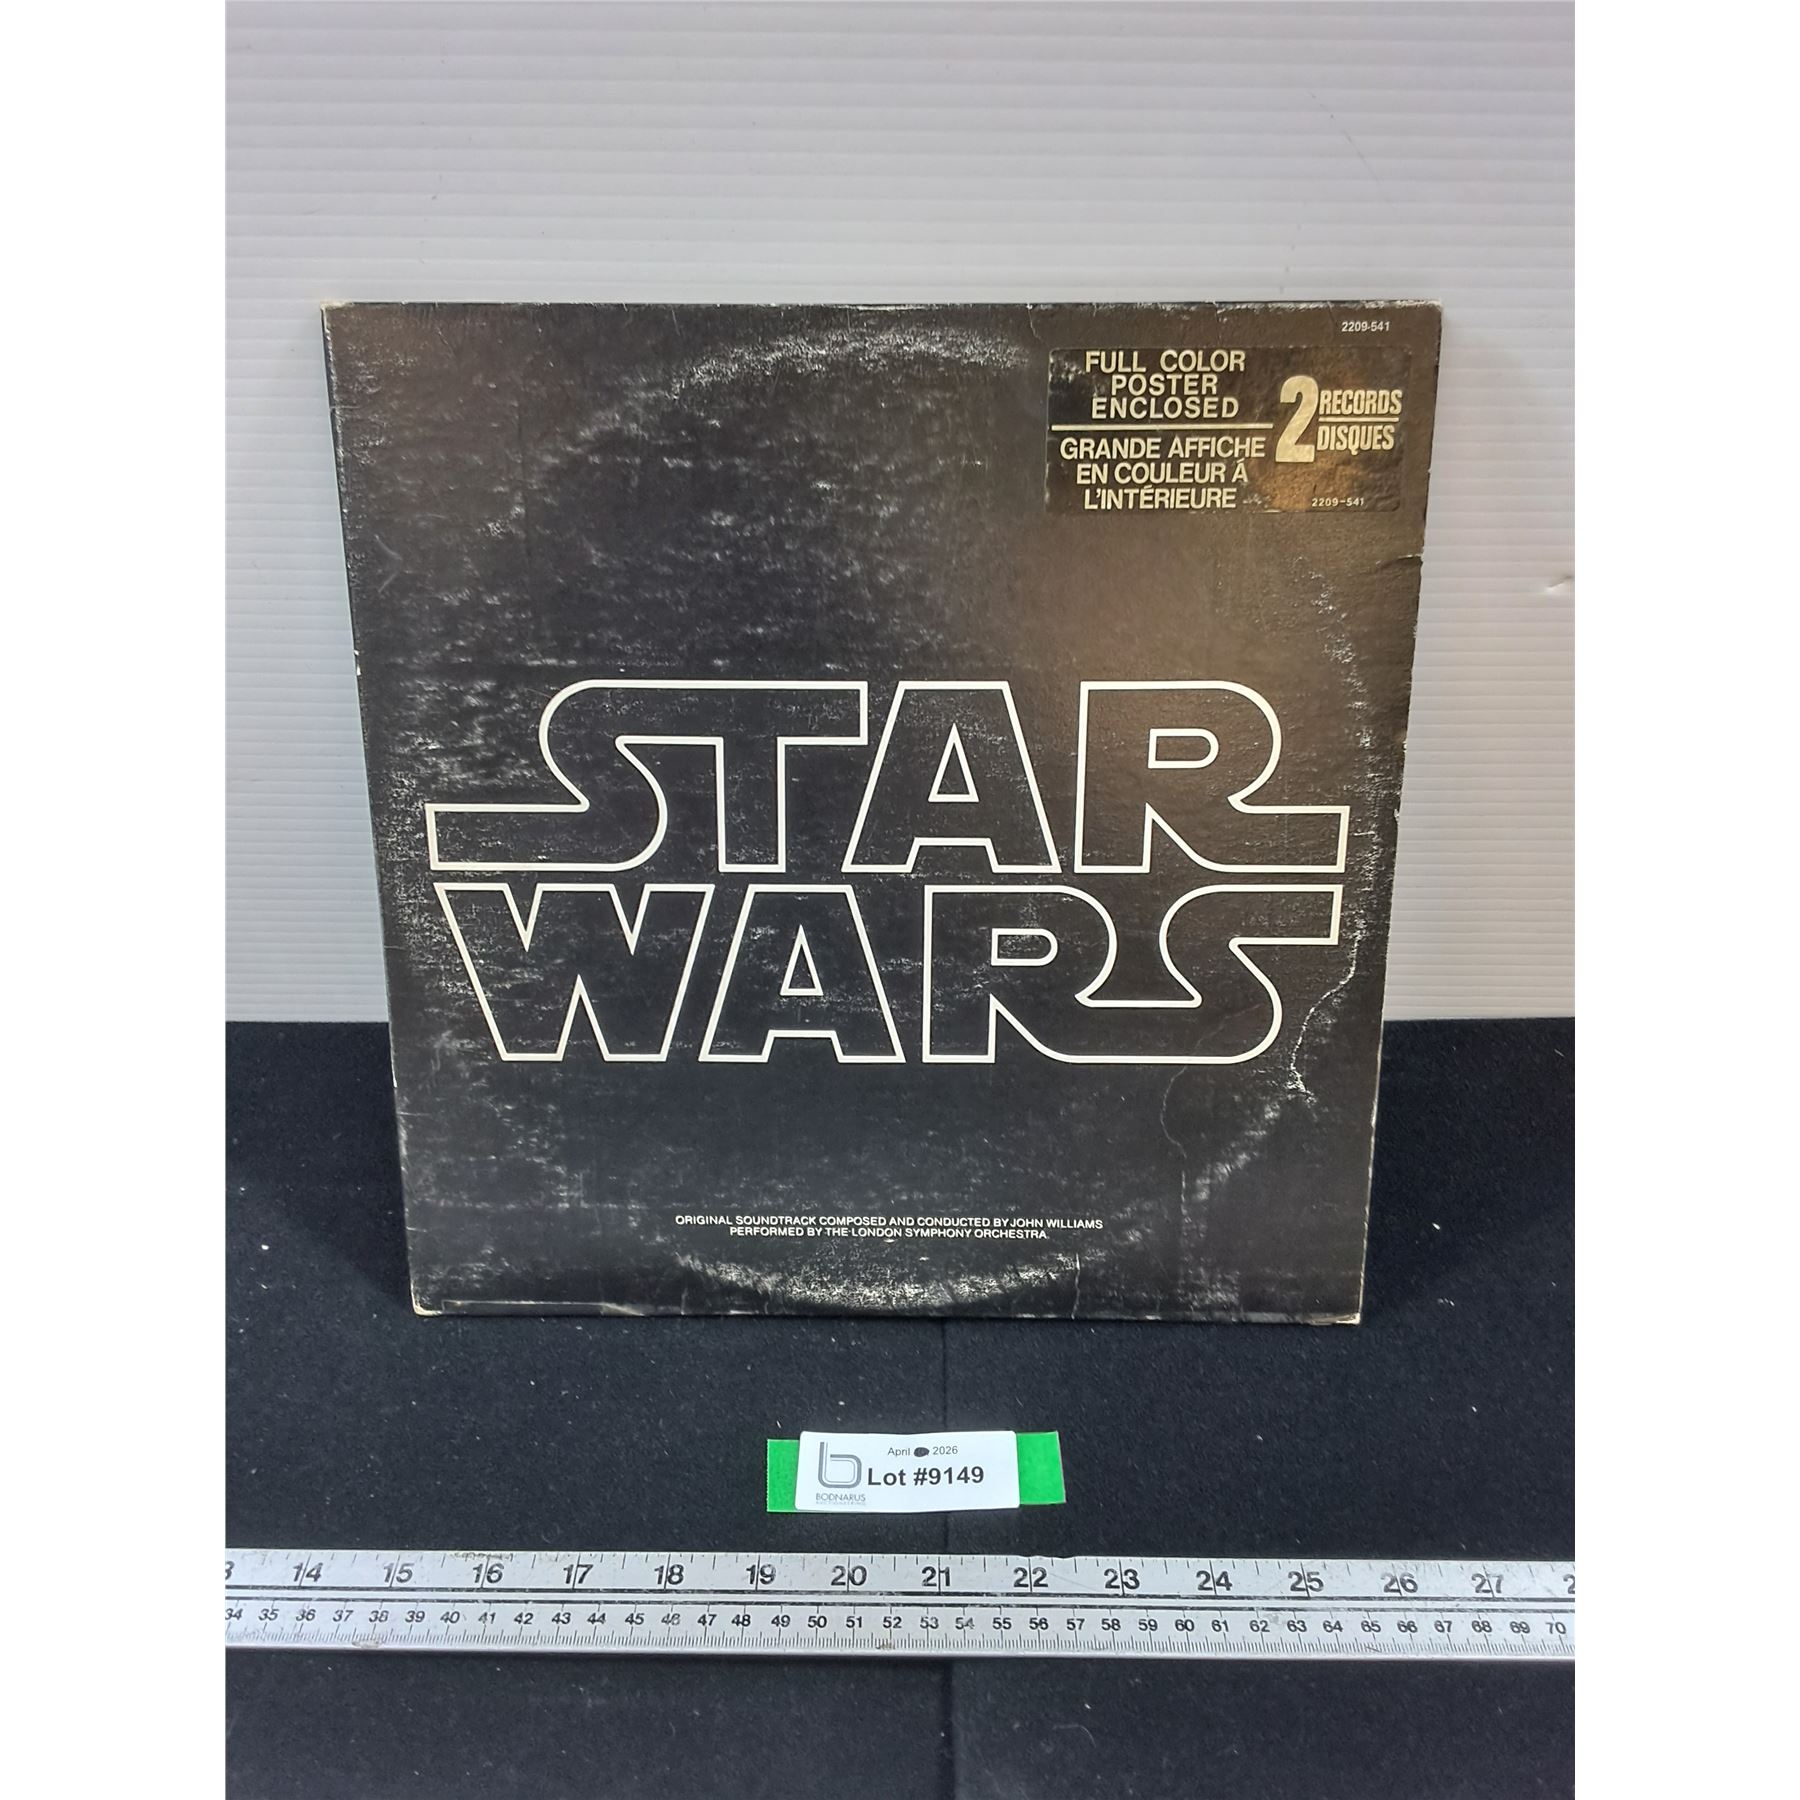 2209-541
FULL COLOR
POSTER
ENCLOSED
GRANDE AFFICHE
EN COULEUR Á
L'INTÉRIEURE
2 RECORDS
DISQUES
2209-541
STAR
WARS
ORIGINAL SOUNDTRACK COMPOSED AND CONDUCTED BY JOHN WILLIAMS
PERFORMED BY THE LONDON SYMPHONY ORCHESTRA.
April 2026
Lot #9149
b
BODNARUS
AUCTIONEERING
14 15 16 17 18 19 20 21 22 23 24 25 26 27
34 35 36 37 38 39 40 41 42 43 44 45 46 47 48 49 50 51 52 53 54 55 56 57 58 59 60 61 62 63 64 65 66 67 68 69 70